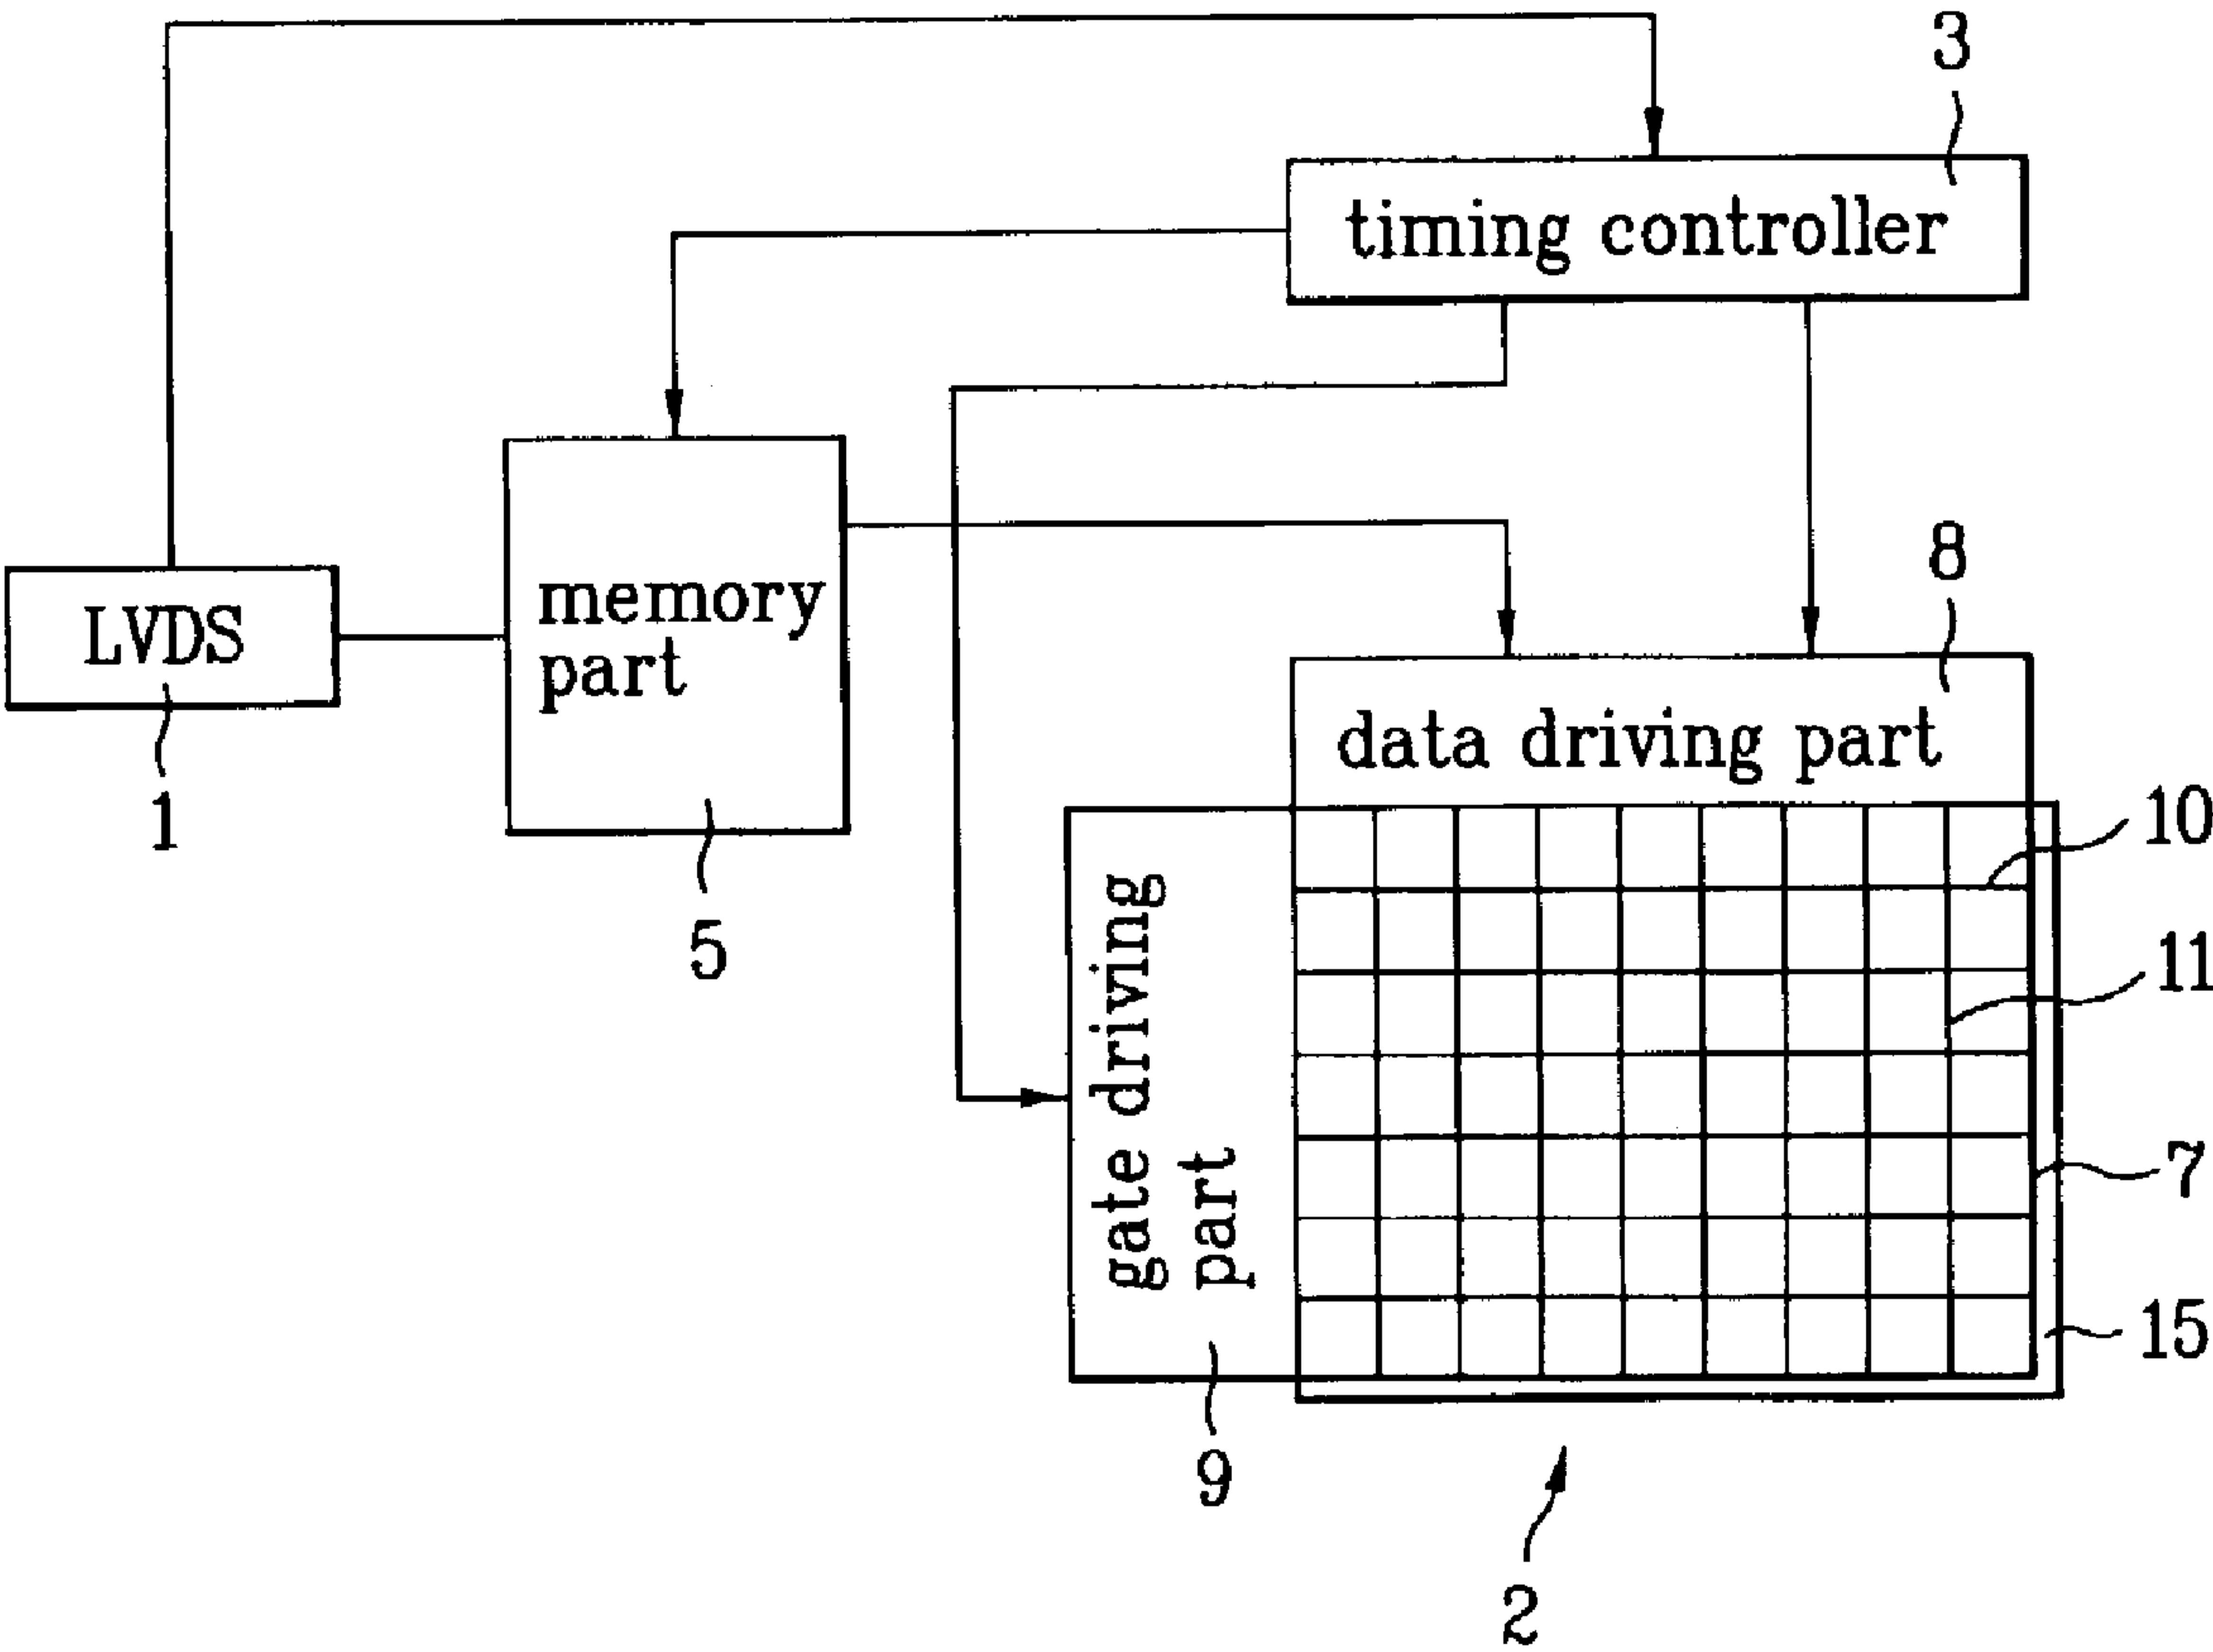 3
timing controller
8
LVDS
memory
part
1
data driving part
10
5
11
gate driving
part
7
15
9
2